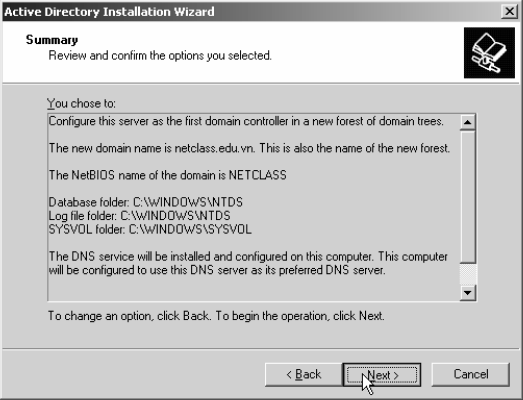 Active Directory Installation Wizard
Summary
Review and confirm the options you selected.
You chose to:
Configure this server as the first domain controller in a new forest of domain trees.
The new domain name is netclass.edu.vn. This is also the name of the new forest.
The NetBIOS name of the domain is NETCLASS
Database folder: C:\WINDOWS\NTDS
Log file folder: C:\WINDOWS\NTDS
SYSVOL folder: C:\WINDOWS\SYSVOL
The DNS service will be installed and configured on this computer. This computer
will be configured to use this DNS server as its preferred DNS server.
To change an option, click Back. To begin the operation, click Next.
< Back
Next >
Cancel